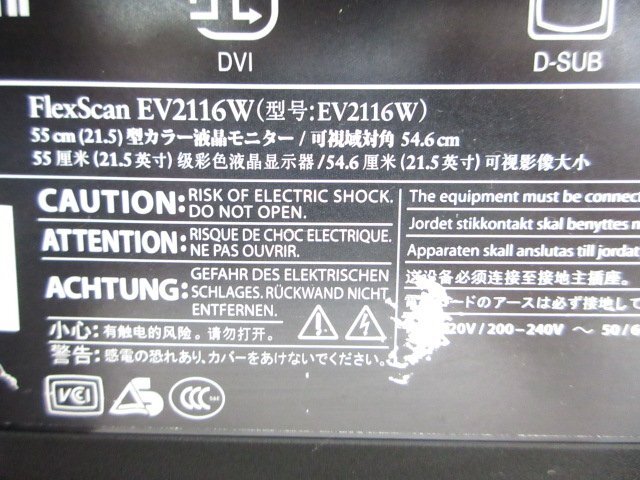 DVI
D-SUB
FlexScan EV2116W(型号:EV2116W)
55 cm (21.5) 型カラー液晶モニター / 可視域対角 54.6 cm
55 厘米 (21.5 英寸) 级彩色液晶显示器 / 54.6 厘米 (21.5 英寸) 可视影像大小
CAUTION: RISK OF ELECTRIC SHOCK. DO NOT OPEN.
ATTENTION: RISQUE DE CHOC ELECTRIQUE. NE PAS OUVRIR.
ACHTUNG: GEFAHR DES ELEKTRISCHEN SCHLAGES. RÜCKWAND NICHT ENTFERNEN.
小心: 有触电的风险。请勿打开。
警告: 感電の恐れあり、カバーをあけないでください。
The equipment must be connec
Jordet stikkontakt skal benyttes n
Apparaten skall anslutas till jordat
该设备必须连接至接地主插座。
ードのアースは必ず接地して
20V / 200-240V ～ 50 / 6
VCI
CCC